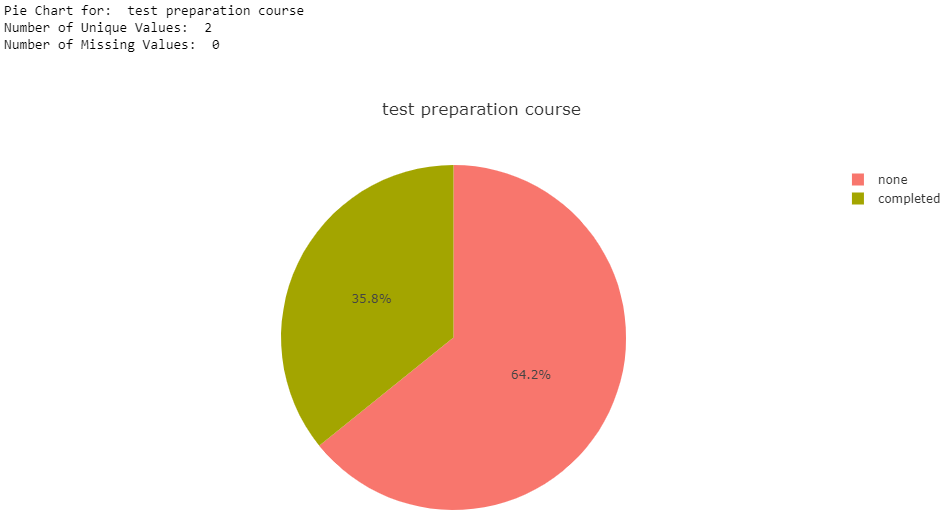 Pie Chart for:  test preparation course
Number of Unique Values:  2
Number of Missing Values:  0
test preparation course
none
completed
35.8%
64.2%